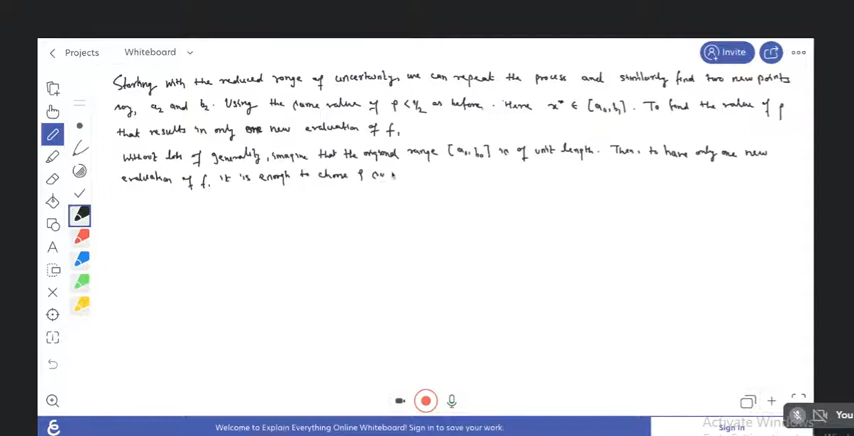 Projects Whiteboard Invite
Starting with the reduced range of uncertainty we can repeat the process and similarly find two new points
say, a2 and b2. Using the same value of ρ < 1/2 as before. Here x* ∈ [a0, b1]. To find the value of ρ
that results in only one new evaluation of f,
Without loss of generality, imagine that the original range [a0, b0] is of unit length. Then, to have only one new
evaluation of f, it is enough to choose ρ so
A
You
Activate Windows
Welcome to Explain Everything Online Whiteboard! Sign in to save your work. Sign in